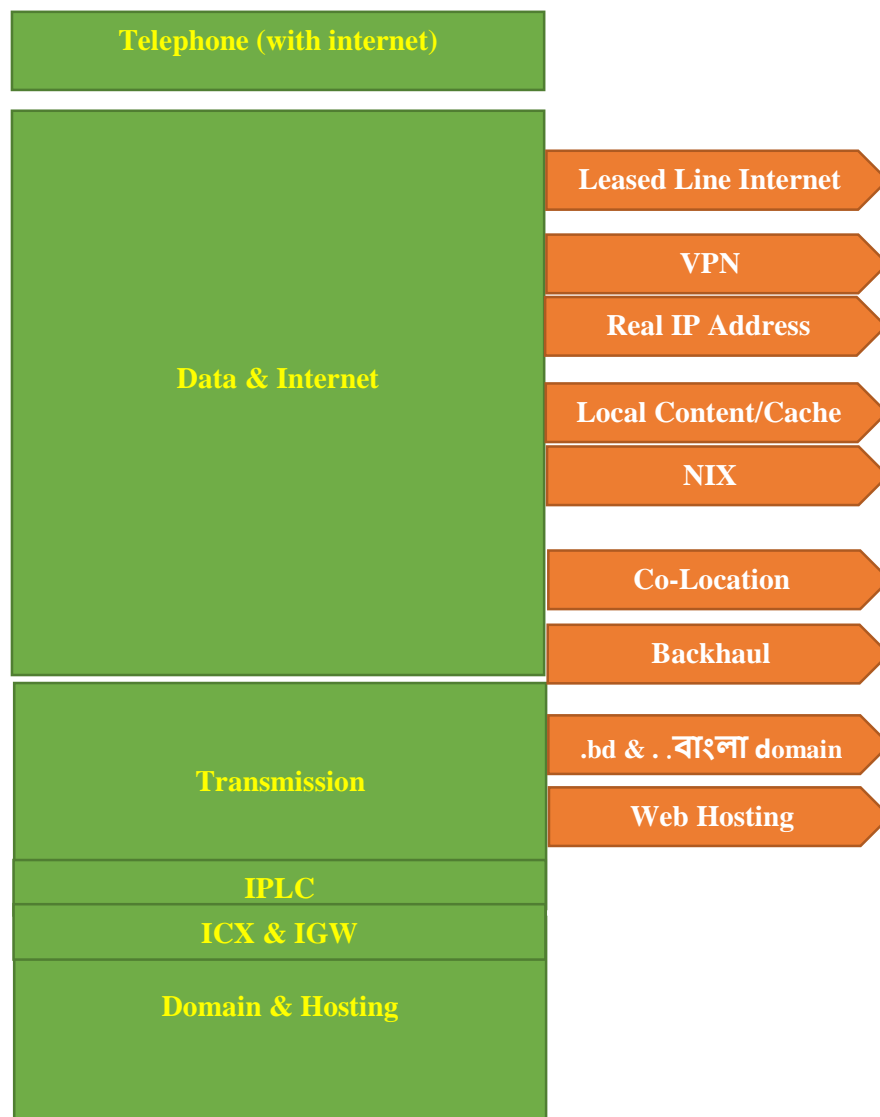 Telephone (with internet)
Data & Internet
Leased Line Internet
VPN
Real IP Address
Local Content/Cache
NIX
Co-Location
Backhaul
Transmission
.bd & . .বাংলা domain
Web Hosting
IPLC
ICX & IGW
Domain & Hosting